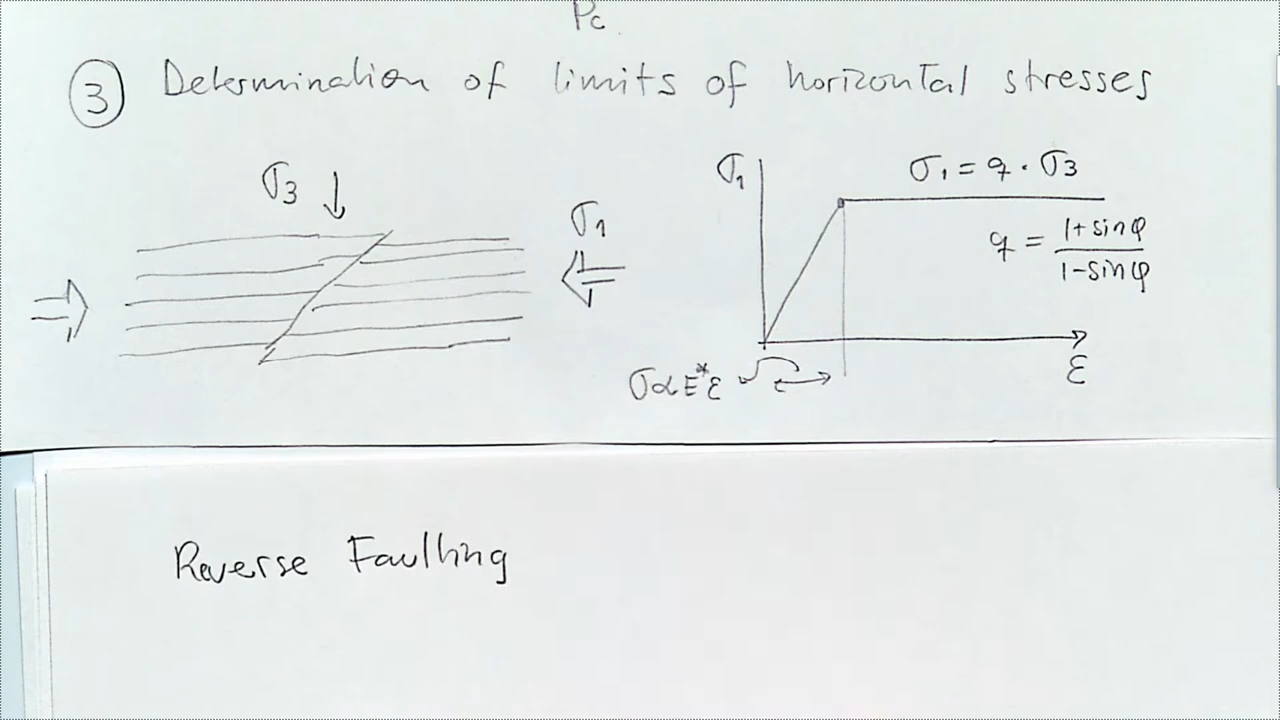 Pc
③ Determination of limits of horizontal stresses
σ3
σ1
σ1
σ1 = q · σ3
q = 1+sinφ / 1-sinφ
ε
σ∝E*ε
Reverse Faulting